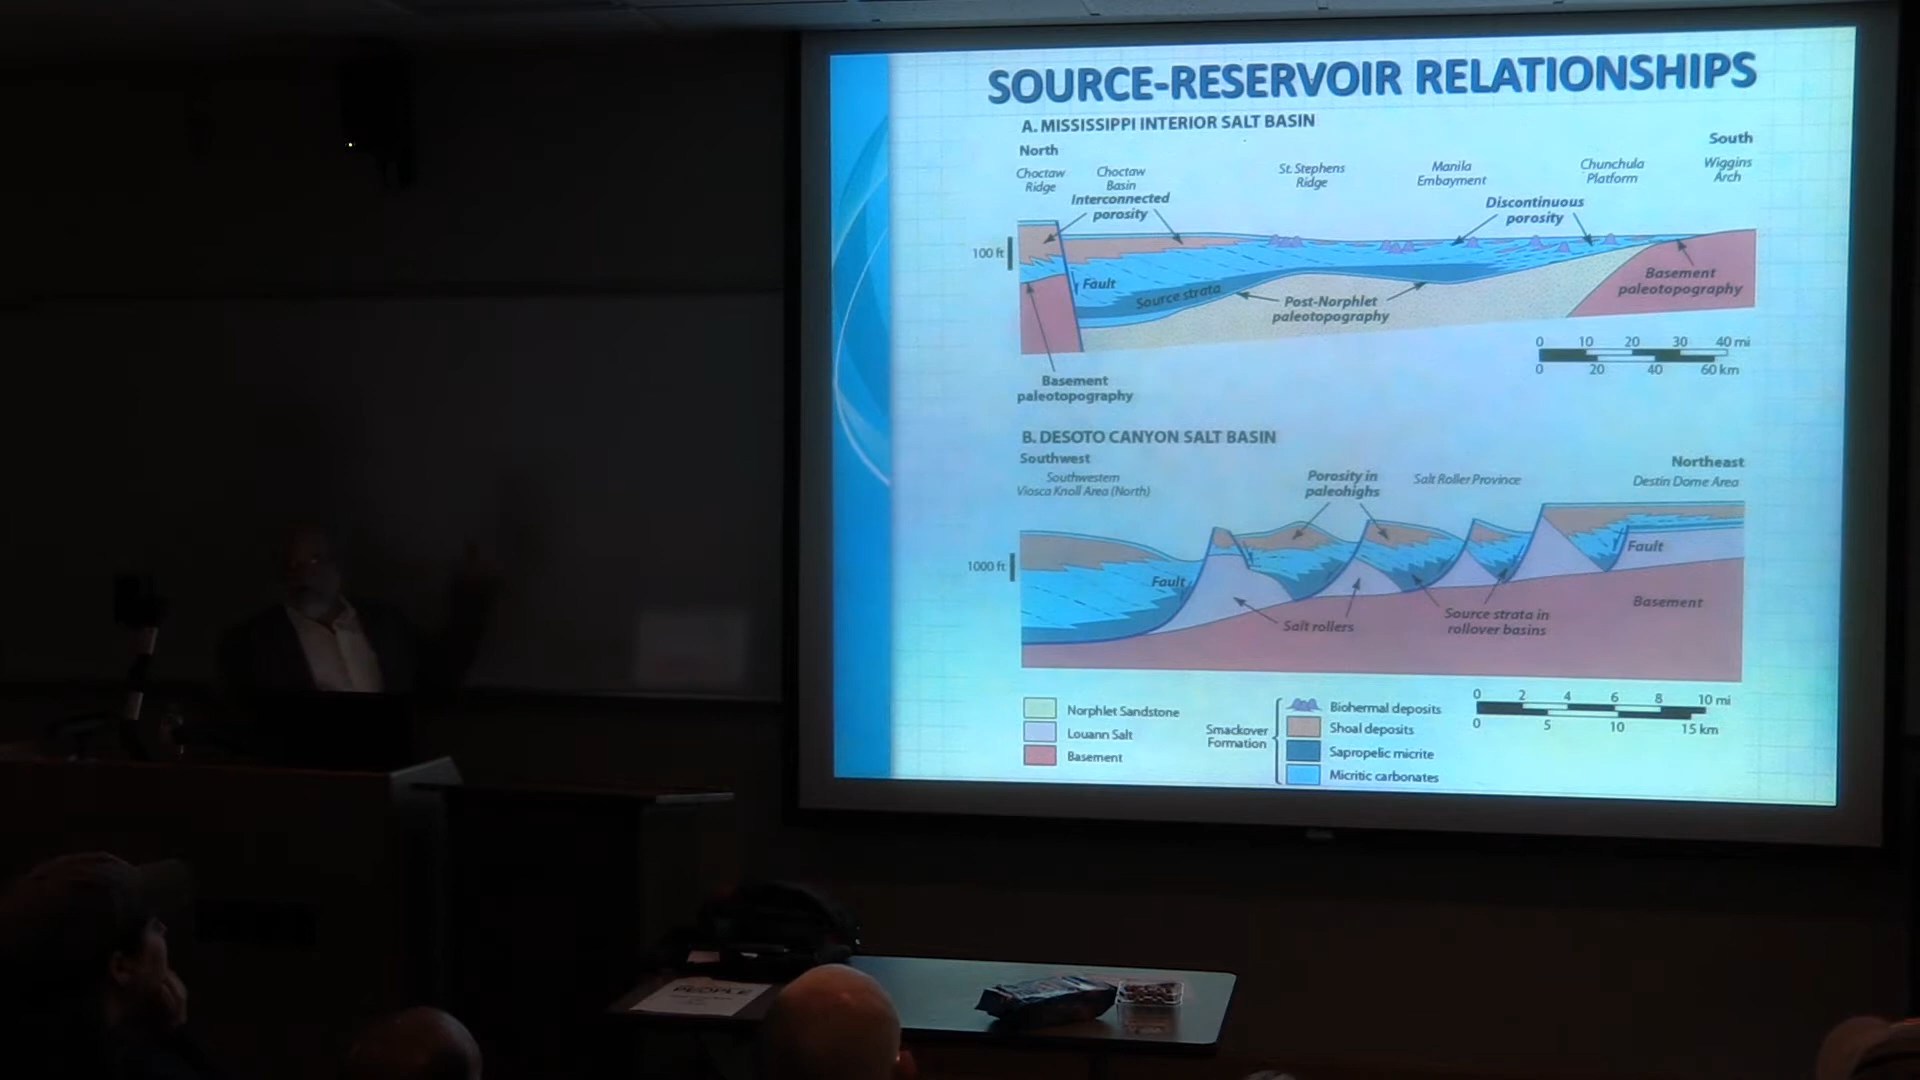 SOURCE-RESERVOIR RELATIONSHIPS
A. MISSISSIPPI INTERIOR SALT BASIN
North
South
Choctaw
Ridge
Choctaw
Basin
St. Stephens
Ridge
Manila
Embayment
Chunchula
Platform
Wiggins
Arch
Interconnected
porosity
Discontinuous
porosity
100 ft
Fault
Source strata
Post-Norphlet
paleotopography
Basement
paleotopography
0 10 20 30 40 mi
0 20 40 60 km
Basement
paleotopography
B. DESOTO CANYON SALT BASIN
Southwest
Northeast
Southwestern
Viosca Knoll Area (North)
Porosity in
paleohighs
Salt Roller Province
Destin Dome Area
1000 ft
Fault
Fault
Salt rollers
Source strata in
rollover basins
Basement
Norphlet Sandstone
Louann Salt
Basement
Smackover
Formation
Biohermal deposits
Shoal deposits
Sapropelic micrite
Micritic carbonates
0 2 4 6 8 10 mi
0 5 10 15 km
PEOPLE